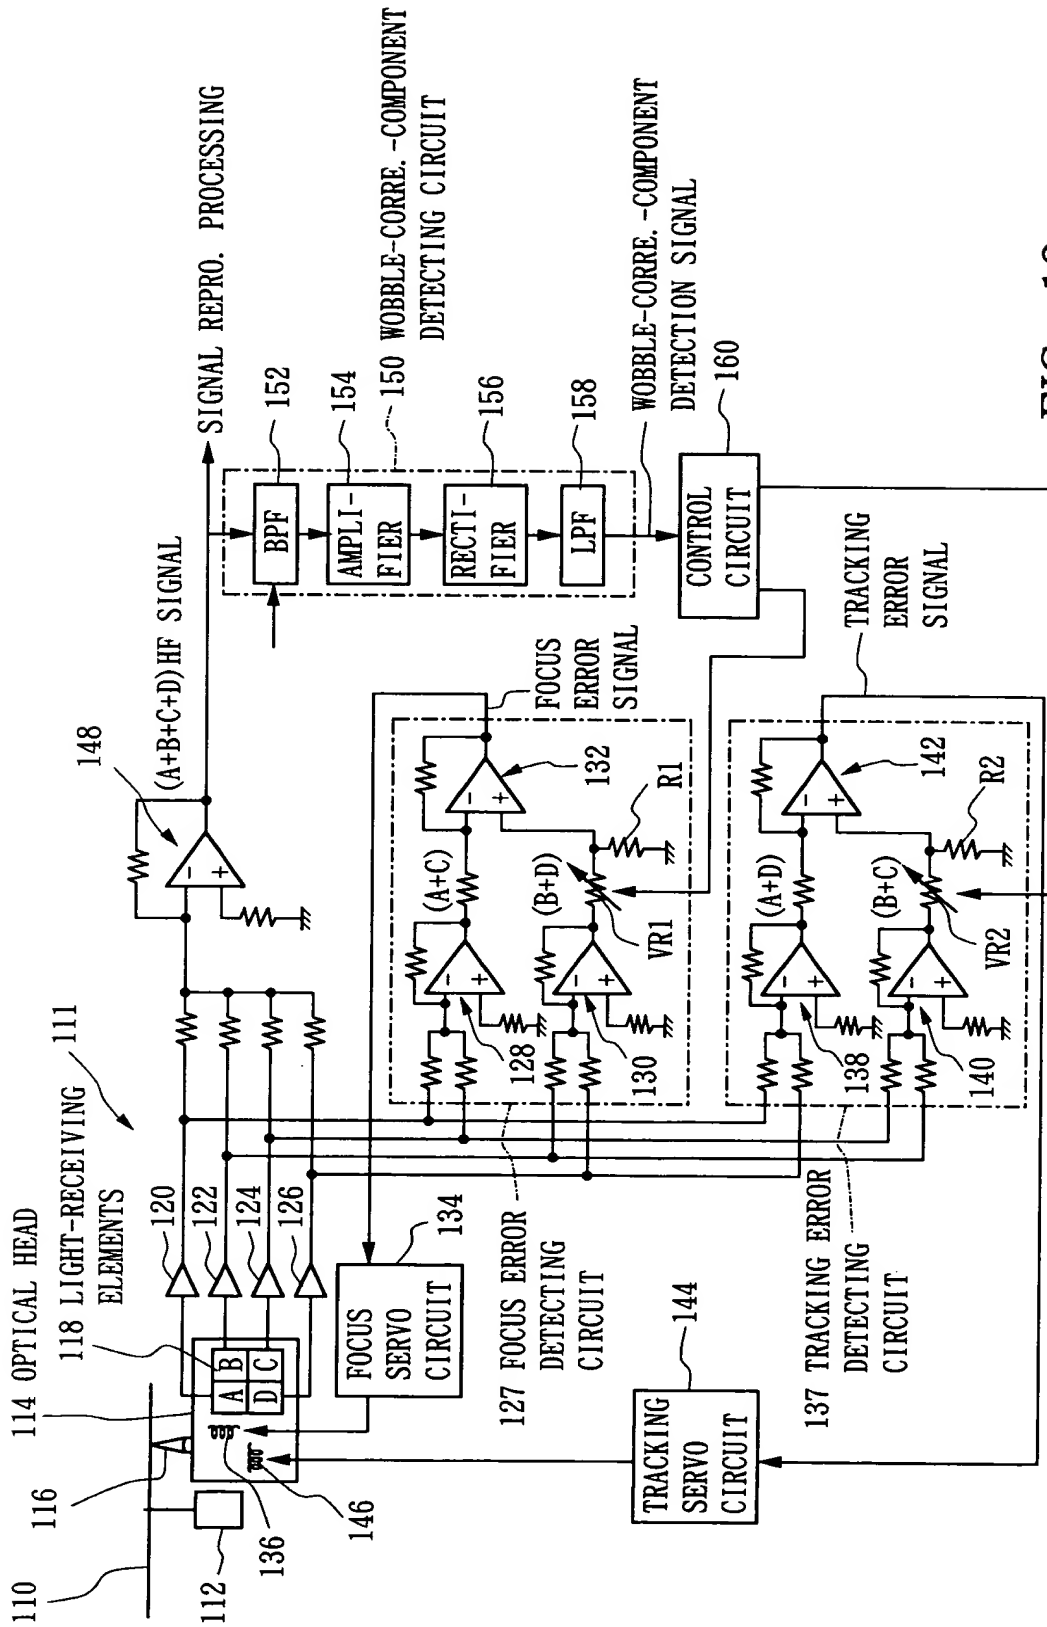 110
116
114 OPTICAL HEAD
118 LIGHT-RECEIVING
ELEMENTS
111
120
122
124
126
A
B
D
C
112
136
146
148
(A+B+C+D)HF SIGNAL
SIGNAL REPRO. PROCESSING
−
+
152
BPF
154
AMPLI-
FIER
150 WOBBLE-CORRE.-COMPONENT
DETECTING CIRCUIT
156
RECTI-
FIER
158
LPF
WOBBLE-CORRE.-COMPONENT
DETECTION SIGNAL
160
CONTROL
CIRCUIT
134
FOCUS
SERVO
CIRCUIT
127 FOCUS ERROR
DETECTING
CIRCUIT
−
+
128
(A+C)
−
+
130
(B+D)
VR1
−
+
132
R1
FOCUS
ERROR
SIGNAL
144
TRACKING
SERVO
CIRCUIT
137 TRACKING ERROR
DETECTING
CIRCUIT
−
+
138
(A+D)
−
+
140
(B+C)
VR2
−
+
142
R2
TRACKING
ERROR
SIGNAL